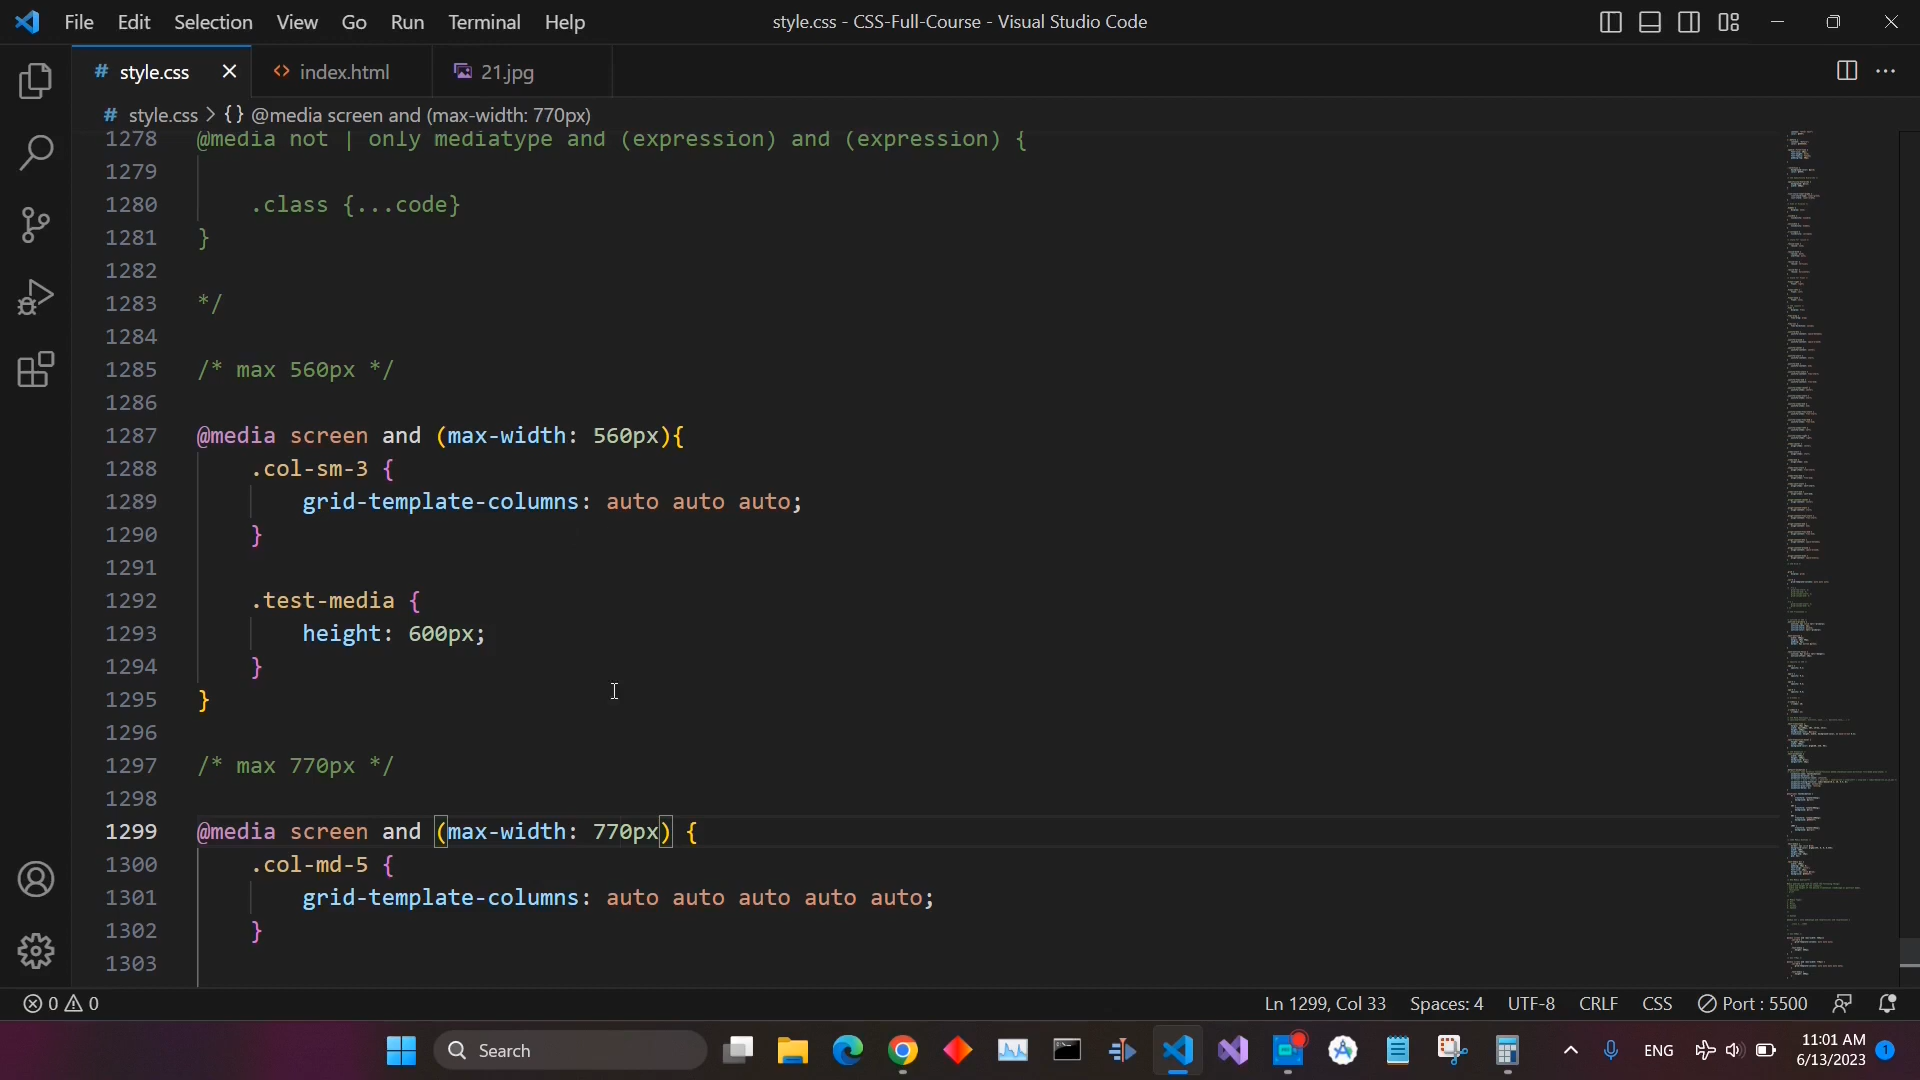 File Edit Selection View Go Run Terminal Help
style.css - CSS-Full-Course - Visual Studio Code
# style.css
<> index.html
21.jpg
# style.css > {} @media screen and (max-width: 770px)
1278 @media not | only mediatype and (expression) and (expression) {
1279
1280 .class {...code}
1281 }
1282
1283 */
1284
1285 /* max 560px */
1286
1287 @media screen and (max-width: 560px){
1288 .col-sm-3 {
1289 grid-template-columns: auto auto auto;
1290 }
1291
1292 .test-media {
1293 height: 600px;
1294 }
1295 }
1296
1297 /* max 770px */
1298
1299 @media screen and (max-width: 770px) {
1300 .col-md-5 {
1301 grid-template-columns: auto auto auto auto auto;
1302 }
1303
0 0
Ln 1299, Col 33 Spaces: 4 UTF-8 CRLF CSS Port : 5500
Search
ENG
11:01 AM
6/13/2023
1